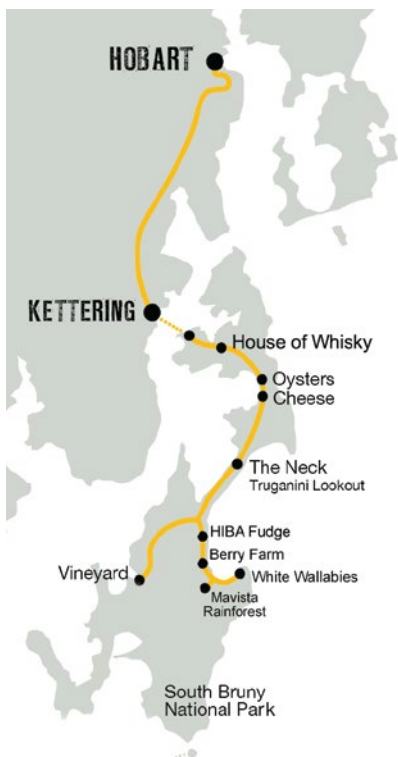 HOBART
KETTERING
House of Whisky
Oysters
Cheese
The Neck
Truganini Lookout
HIBA Fudge
Berry Farm
Vineyard
White Wallabies
Mavista
Rainforest
South Bruny
National Park